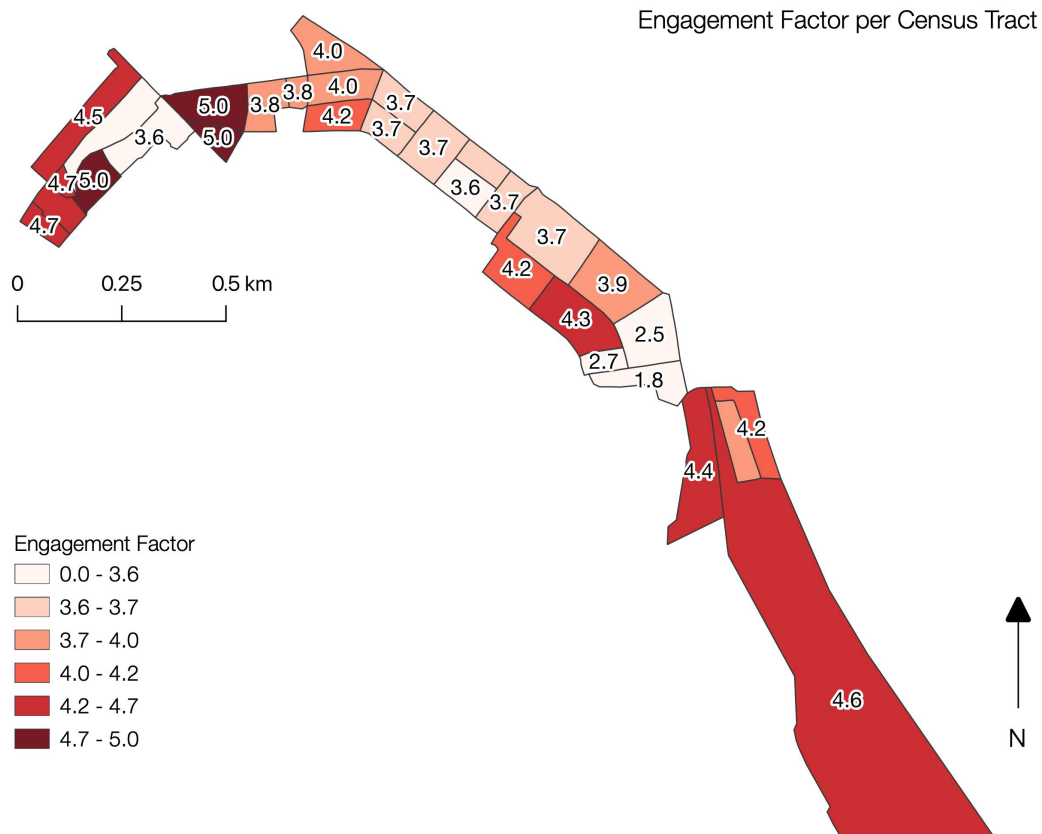 Engagement Factor per Census Tract
4.0
4.0
3.8
3.8
5.0
4.2
3.7
3.7
4.5
5.0
3.6
3.7
5.0
4.7
3.6
3.7
4.7
3.7
4.2
3.9
0 0.25 0.5 km
4.3
2.5
2.7
1.8
4.2
4.4
Engagement Factor
0.0 - 3.6
3.6 - 3.7
3.7 - 4.0
4.0 - 4.2
4.2 - 4.7
4.7 - 5.0
4.6
N